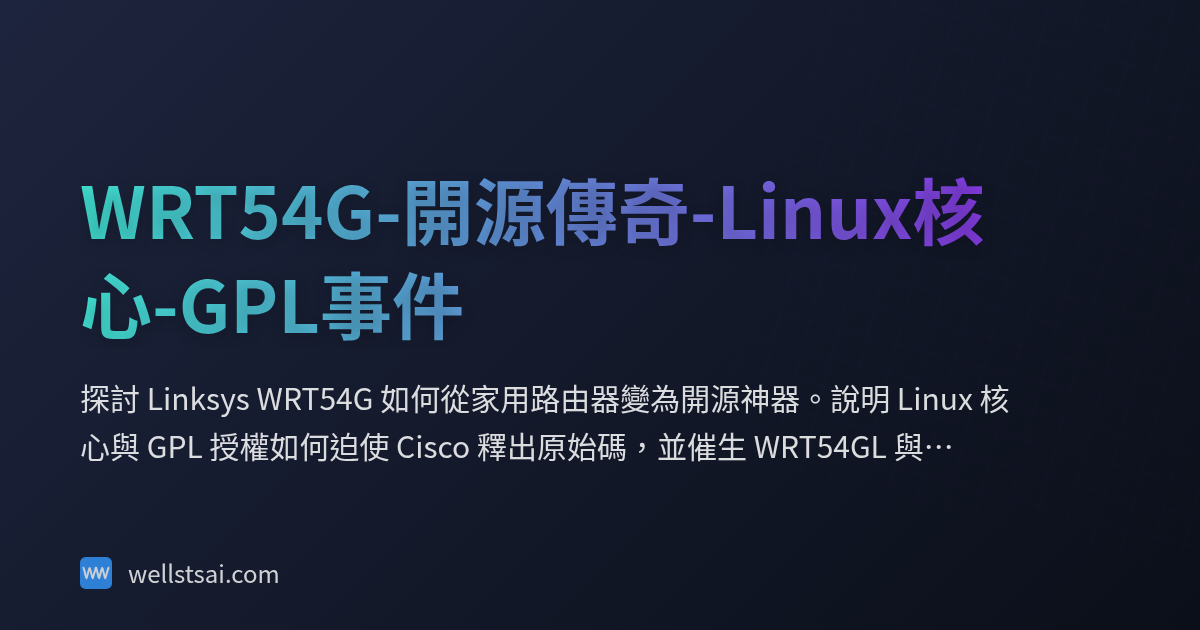 WRT54G-開源傳奇-Linux核
心-GPL事件
探討 Linksys WRT54G 如何從家用路由器變為開源神器。說明 Linux 核
心與 GPL 授權如何迫使 Cisco 釋出原始碼，並催生 WRT54GL 與⋯
W wellstsai.com